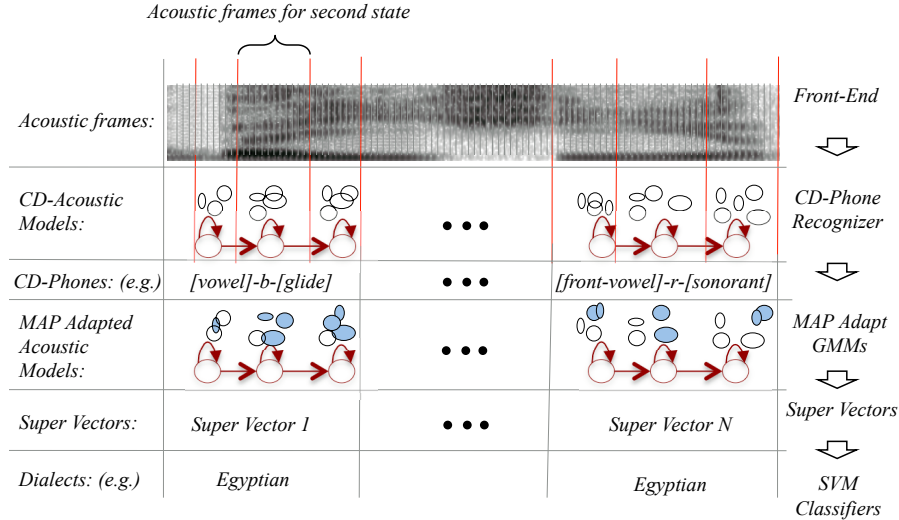 Acoustic frames for second state
Acoustic frames:
Front-End
CD-Acoustic
Models:
CD-Phone
Recognizer
CD-Phones: (e.g.)
[vowel]-b-[glide]
[front-vowel]-r-[sonorant]
MAP Adapted
Acoustic
Models:
MAP Adapt
GMMs
Super Vectors:
Super Vector 1
Super Vector N
Super Vectors
Dialects: (e.g.)
Egyptian
Egyptian
SVM
Classifiers